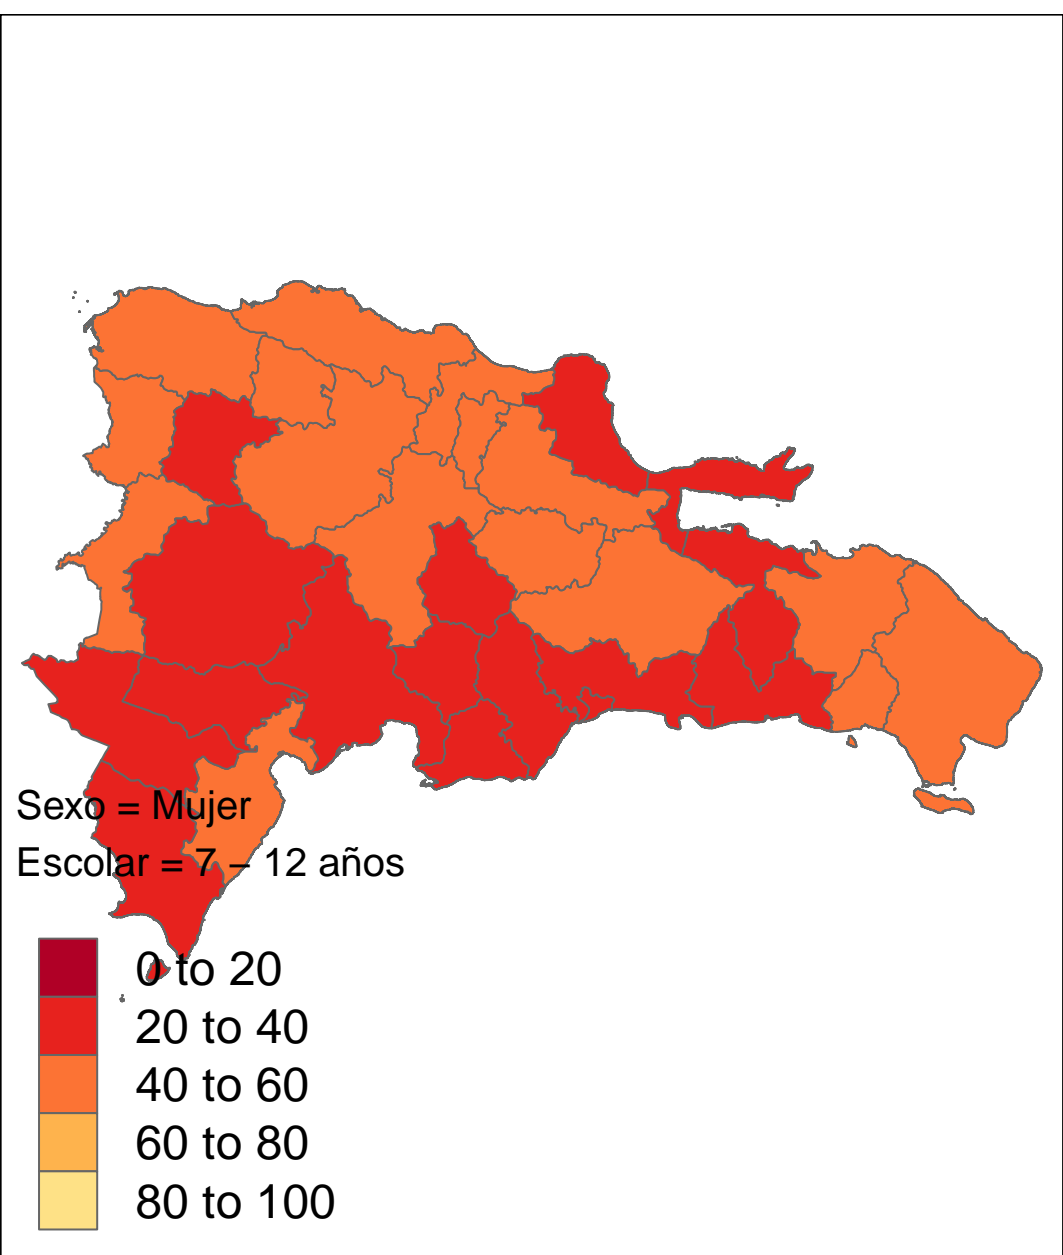 Sexo = Mujer
Escolar = 7 – 12 años
0 to 20
20 to 40
40 to 60
60 to 80
80 to 100